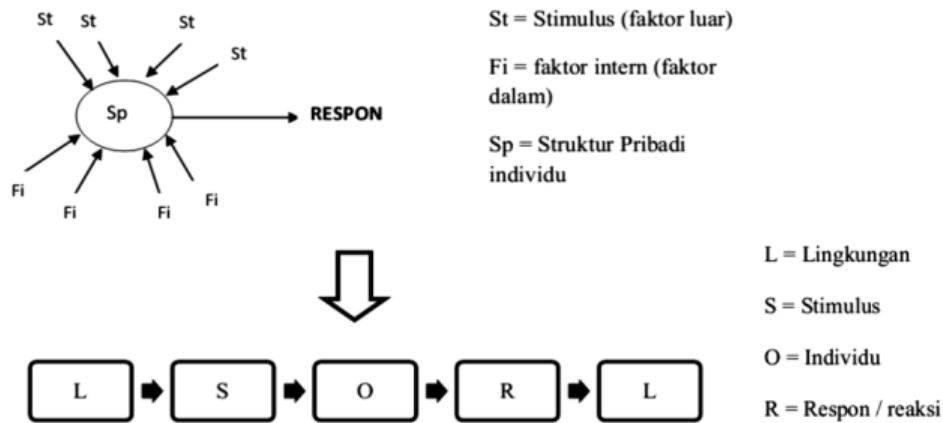 St
St
St
St
Sp
RESPON
Fi
Fi
Fi
Fi
St = Stimulus (faktor luar)
Fi = faktor intern (faktor
dalam)
Sp = Struktur Pribadi
individu
L
S
O
R
L
L = Lingkungan
S = Stimulus
O = Individu
R = Respon / reaksi